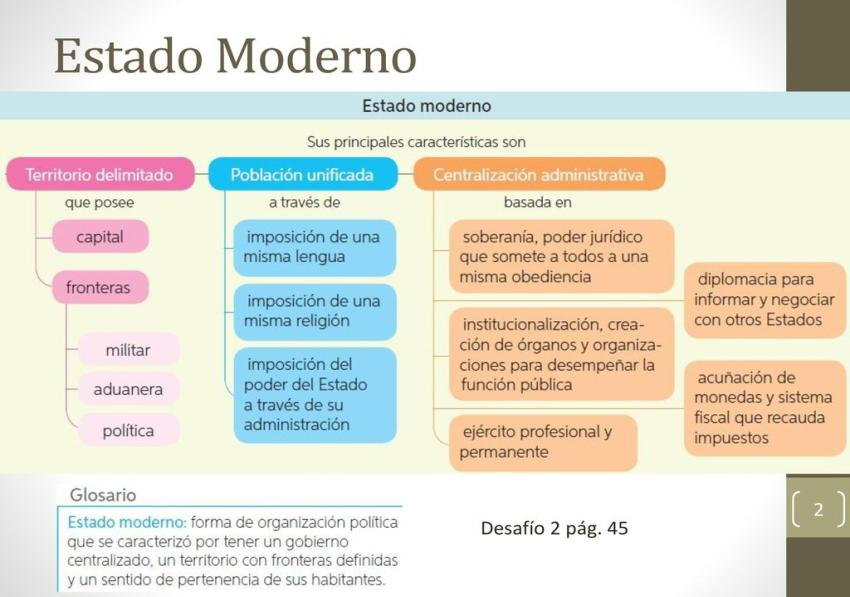 Estado Moderno
Estado moderno
Sus principales características son
Territorio delimitado
que posee
capital
fronteras
militar
aduanera
política
Población unificada
a través de
imposición de una
misma lengua
imposición de una
misma religión
imposición del
poder del Estado
a través de su
administración
Centralización administrativa
basada en
soberanía, poder jurídico
que somete a todos a una
misma obediencia
institucionalización, crea-
ción de órganos y organiza-
ciones para desempeñar la
función pública
ejército profesional y
permanente
diplomacia para
informar y negociar
con otros Estados
acuñación de
monedas y sistema
fiscal que recauda
impuestos
Glosario
Estado moderno: forma de organización política
que se caracterizó por tener un gobierno
centralizado, un territorio con fronteras definidas
y un sentido de pertenencia de sus habitantes.
Desafío 2 pág. 45
2